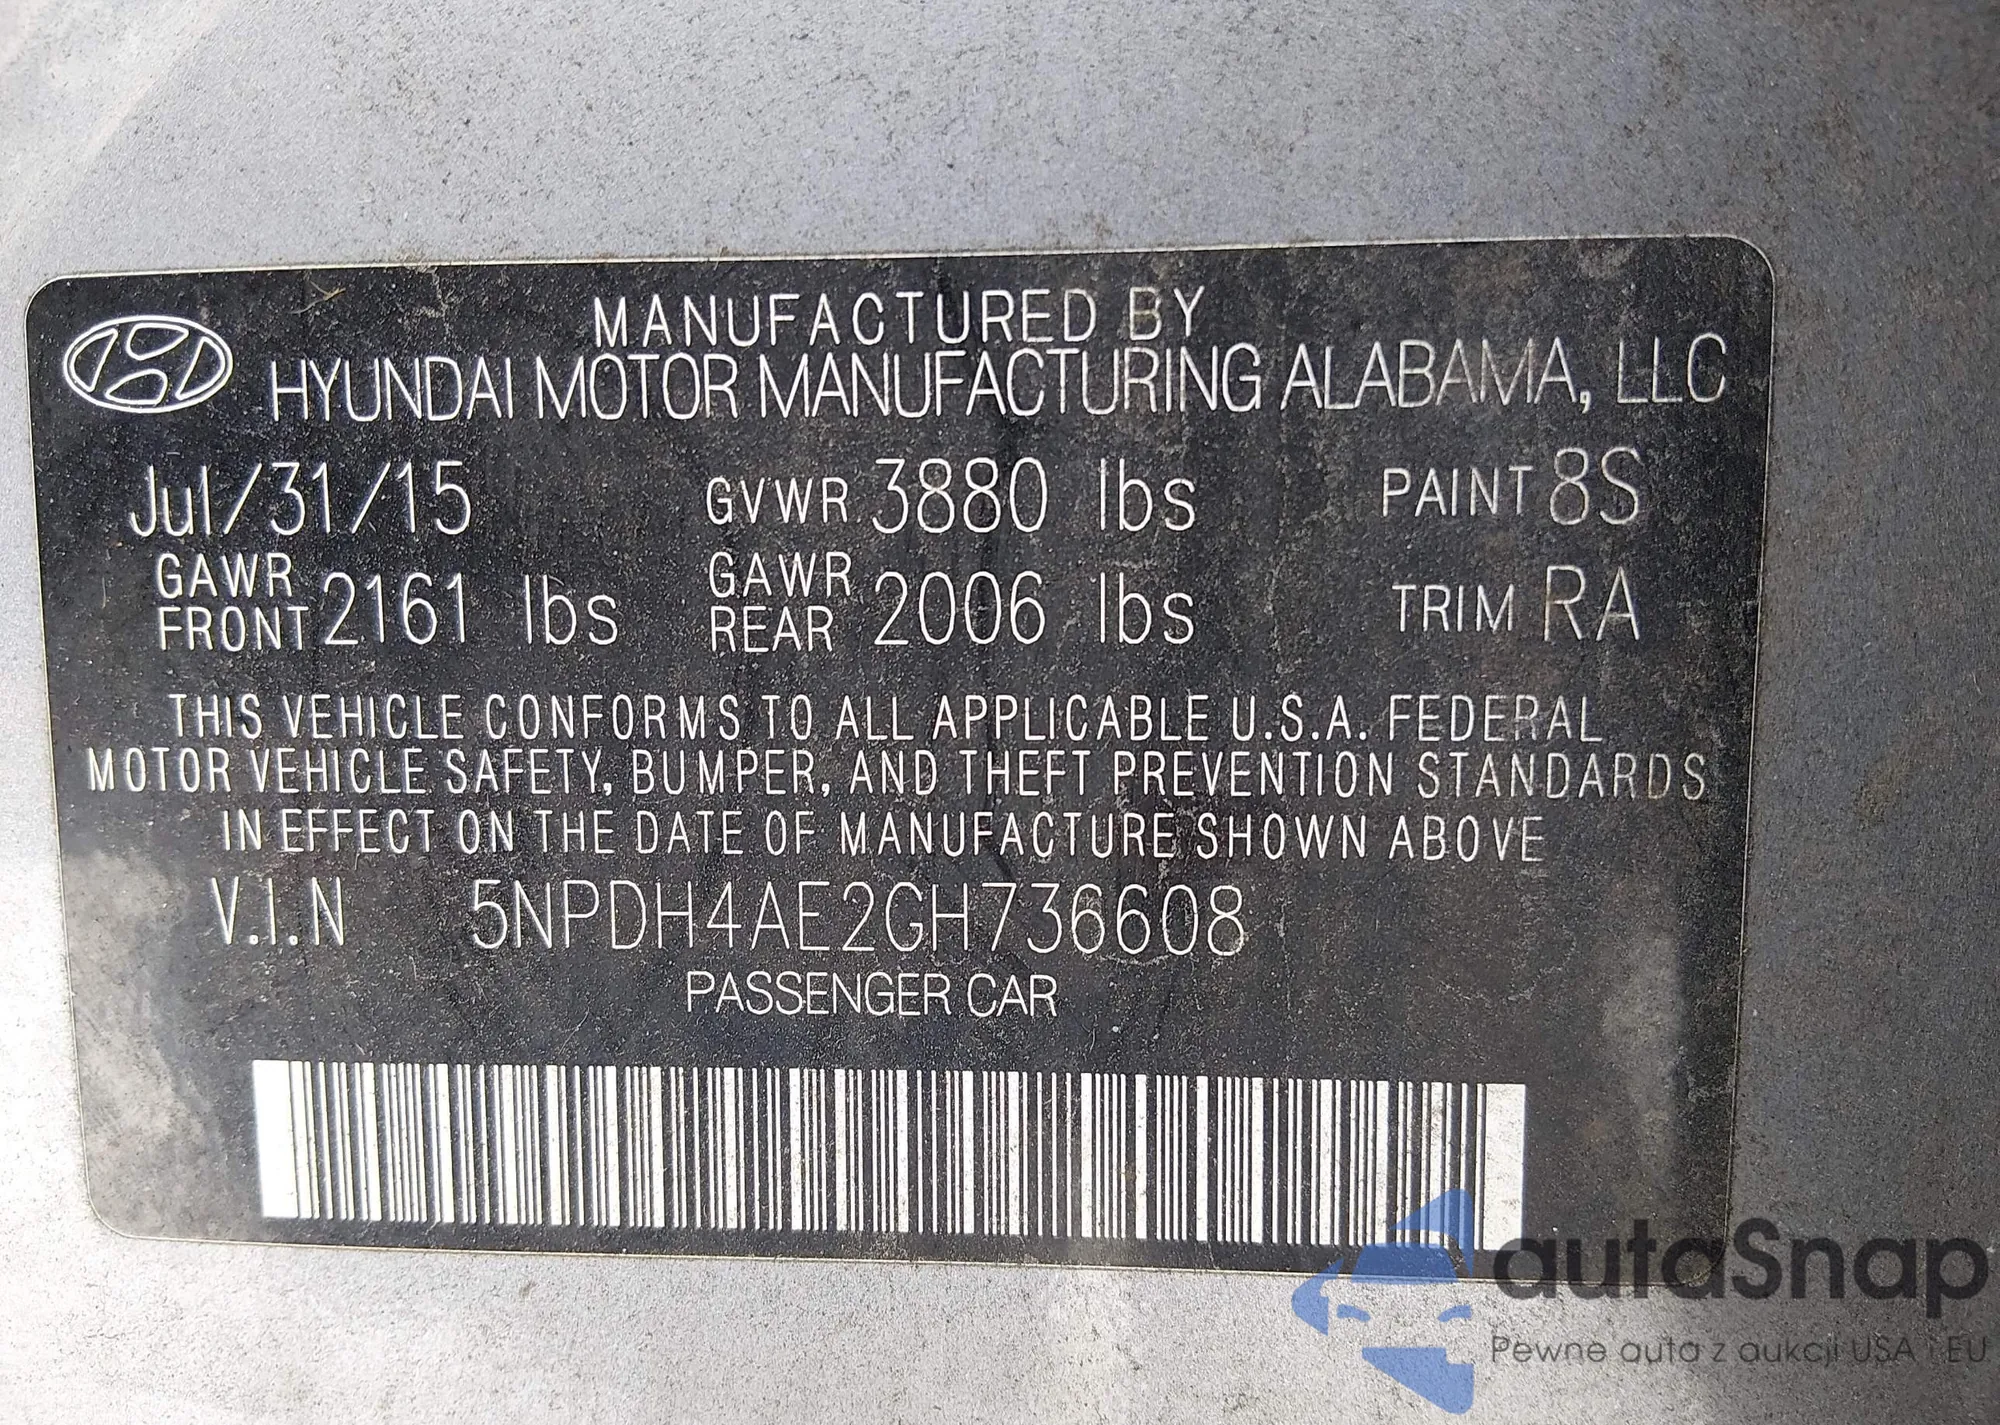 MANUFACTURED BY
HYUNDAI MOTOR MANUFACTURING ALABAMA, LLC
Jul/31/15 GVWR 3880 lbs PAINT 8S
GAWR FRONT 2161 lbs GAWR REAR 2006 lbs TRIM RA
THIS VEHICLE CONFORMS TO ALL APPLICABLE U.S.A. FEDERAL
MOTOR VEHICLE SAFETY, BUMPER, AND THEFT PREVENTION STANDARDS
IN EFFECT ON THE DATE OF MANUFACTURE SHOWN ABOVE
V.I.N 5NPDH4AE2GH736608
PASSENGER CAR
autaSnap
Pewne auta z aukcji USA i EU